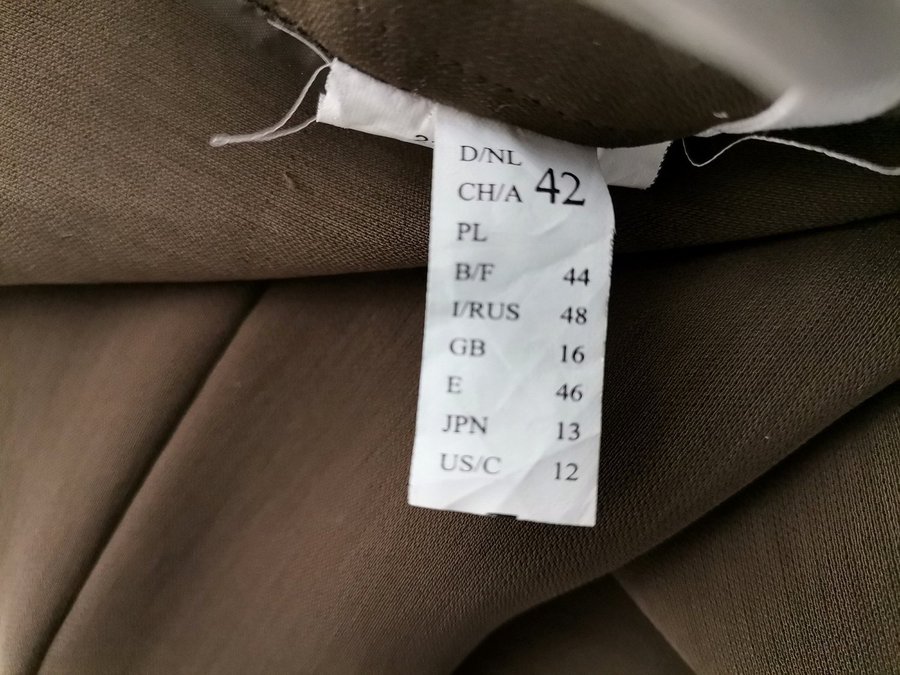 D/NL
CH/A 42
PL
B/F 44
I/RUS 48
GB 16
E 46
JPN 13
US/C 12